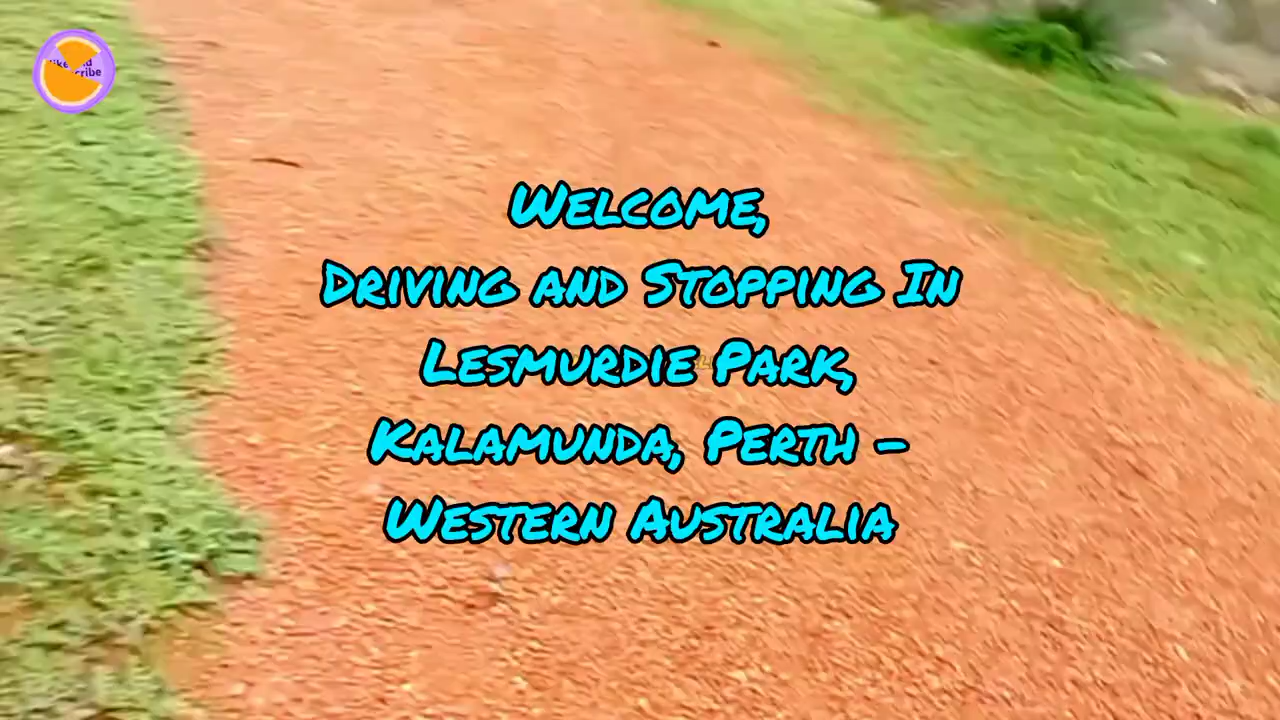 Welcome,
Driving and Stopping In
Lesmurdie Park,
Kalamunda, Perth -
Western Australia